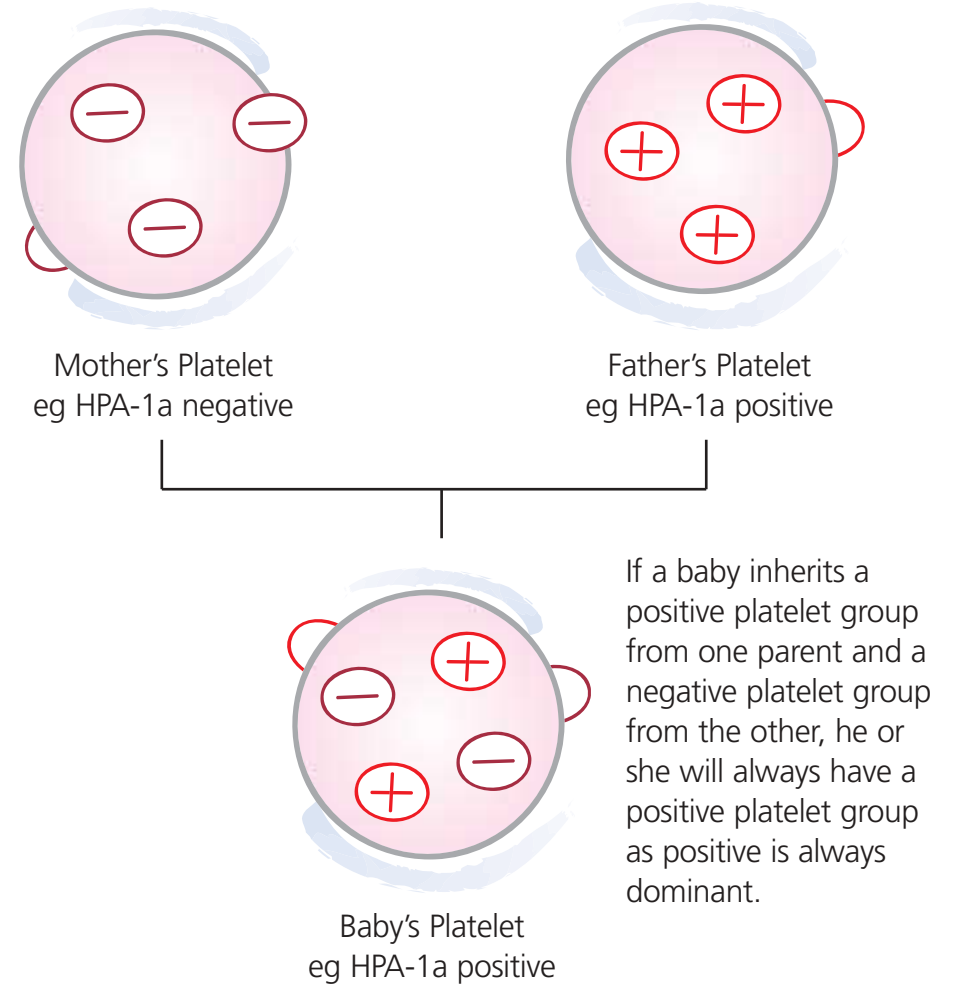 Mother’s Platelet
eg HPA-1a negative
Father’s Platelet
eg HPA-1a positive
If a baby inherits a
positive platelet group
from one parent and a
negative platelet group
from the other, he or
she will always have a
positive platelet group
as positive is always
dominant.
Baby’s Platelet
eg HPA-1a positive